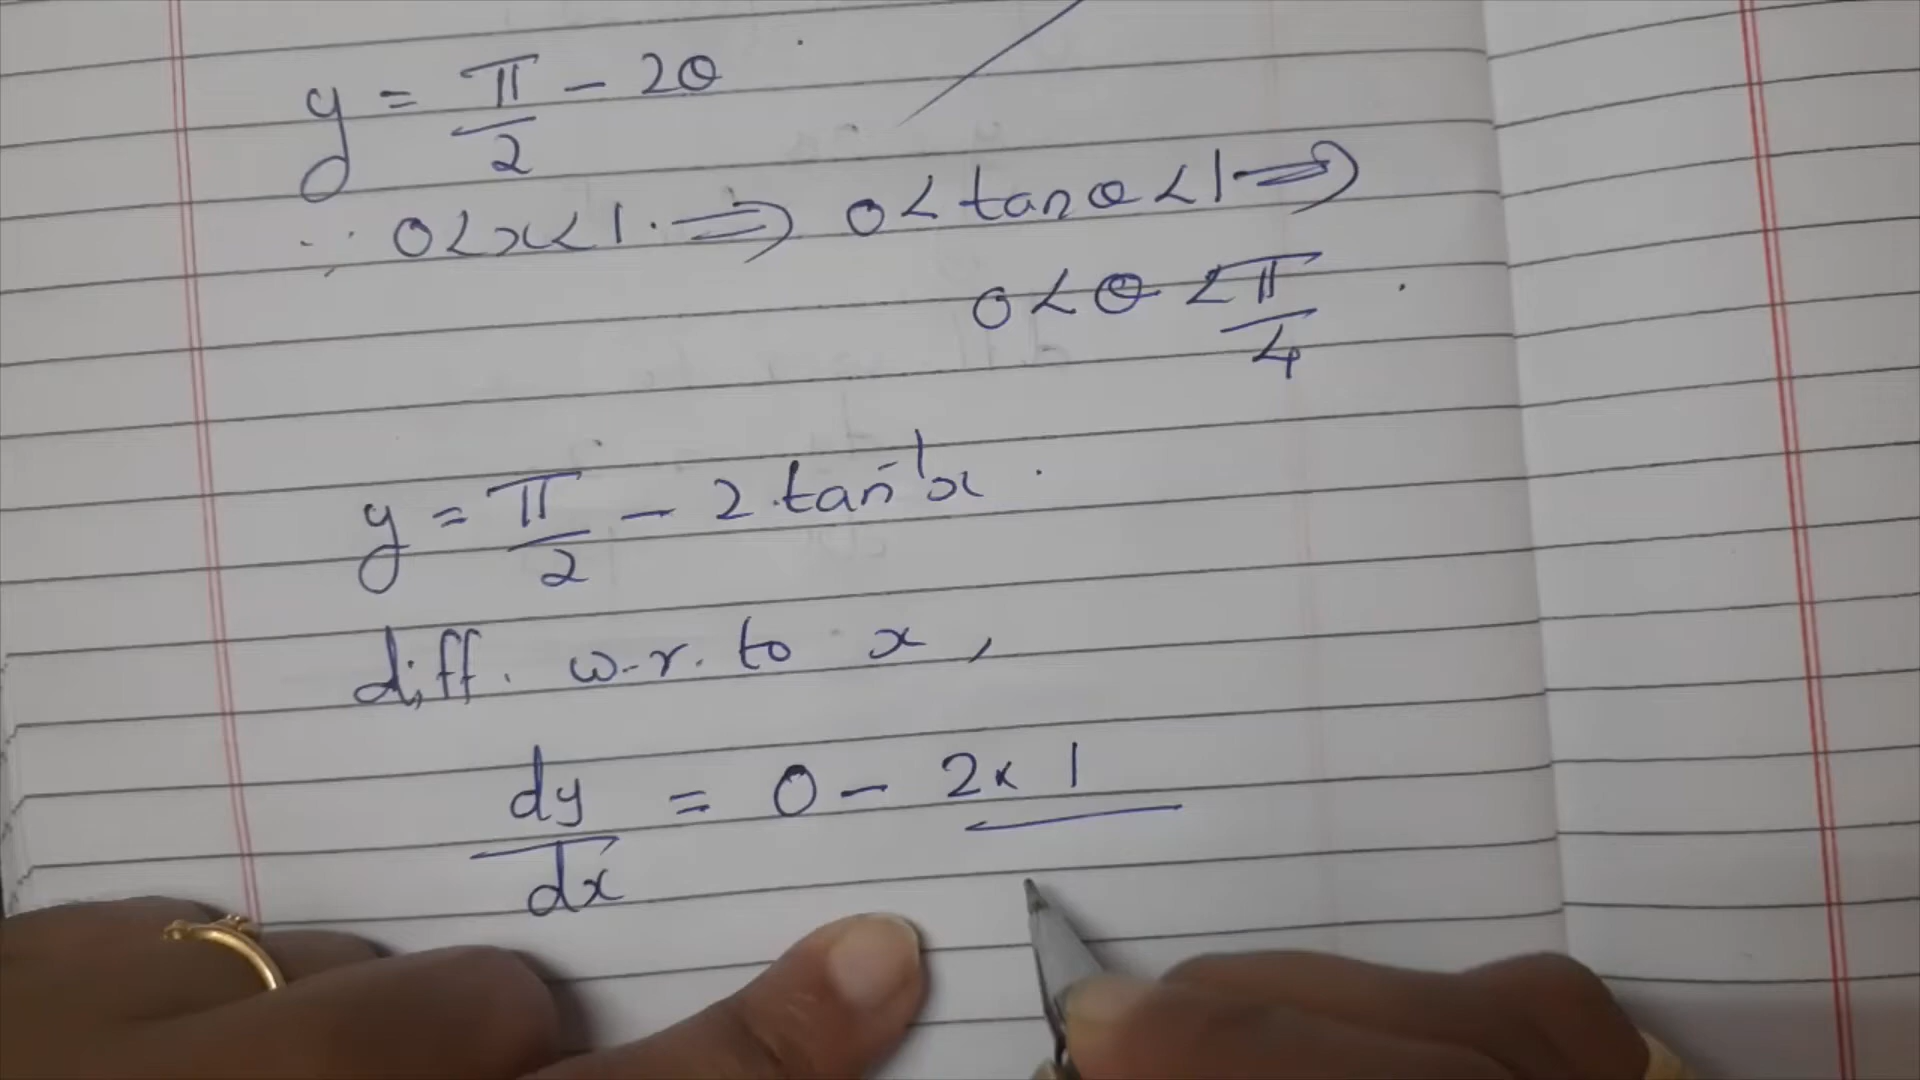 y = π/2 - 2θ
∵ 0<x<1. ⇒ 0< tanθ <1 ⇒
0<θ<π/4
y = π/2 - 2.tan⁻¹x.
diff. w.r. to x,
dy/dx = 0 - 2x 1